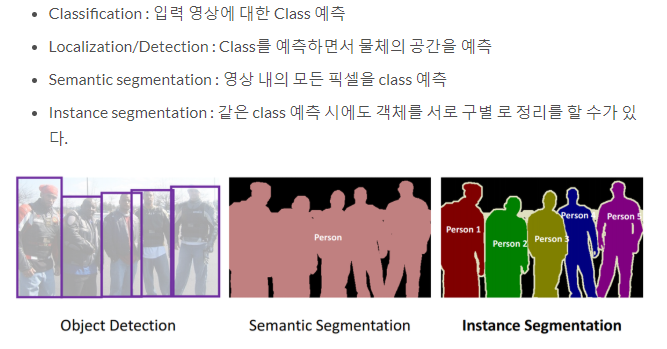 Classification : 입력 영상에 대한 Class 예측
Localization/Detection : Class를 예측하면서 물체의 공간을 예측
Semantic segmentation : 영상 내의 모든 픽셀을 class 예측
Instance segmentation : 같은 class 예측 시에도 객체를 서로 구별 로 정리를 할 수가 있
다.
Person
Person 1
Person 2
Person 3
Person 5
Object Detection
Semantic Segmentation
Instance Segmentation